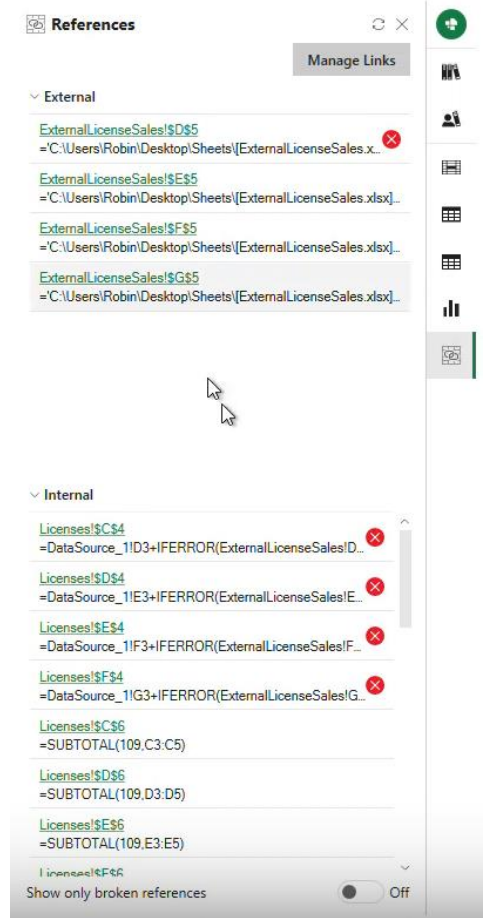 References
Manage Links
External
ExternalLicenseSales!$D$5
='C:\Users\Robin\Desktop\Sheets\[ExternalLicenseSales.x...
ExternalLicenseSales!$E$5
='C:\Users\Robin\Desktop\Sheets\[ExternalLicenseSales.xlsx]...
ExternalLicenseSales!$F$5
='C:\Users\Robin\Desktop\Sheets\[ExternalLicenseSales.xlsx]...
ExternalLicenseSales!$G$5
='C:\Users\Robin\Desktop\Sheets\[ExternalLicenseSales.xlsx]...
Internal
Licenses!$C$4
=DataSource_1!D3+IFERROR(ExternalLicenseSales!D...
Licenses!$D$4
=DataSource_1!E3+IFERROR(ExternalLicenseSales!E...
Licenses!$E$4
=DataSource_1!F3+IFERROR(ExternalLicenseSales!F...
Licenses!$F$4
=DataSource_1!G3+IFERROR(ExternalLicenseSales!G...
Licenses!$C$6
=SUBTOTAL(109,C3:C5)
Licenses!$D$6
=SUBTOTAL(109,D3:D5)
Licenses!$E$6
=SUBTOTAL(109,E3:E5)
Licenses!$F$6
Show only broken references Off